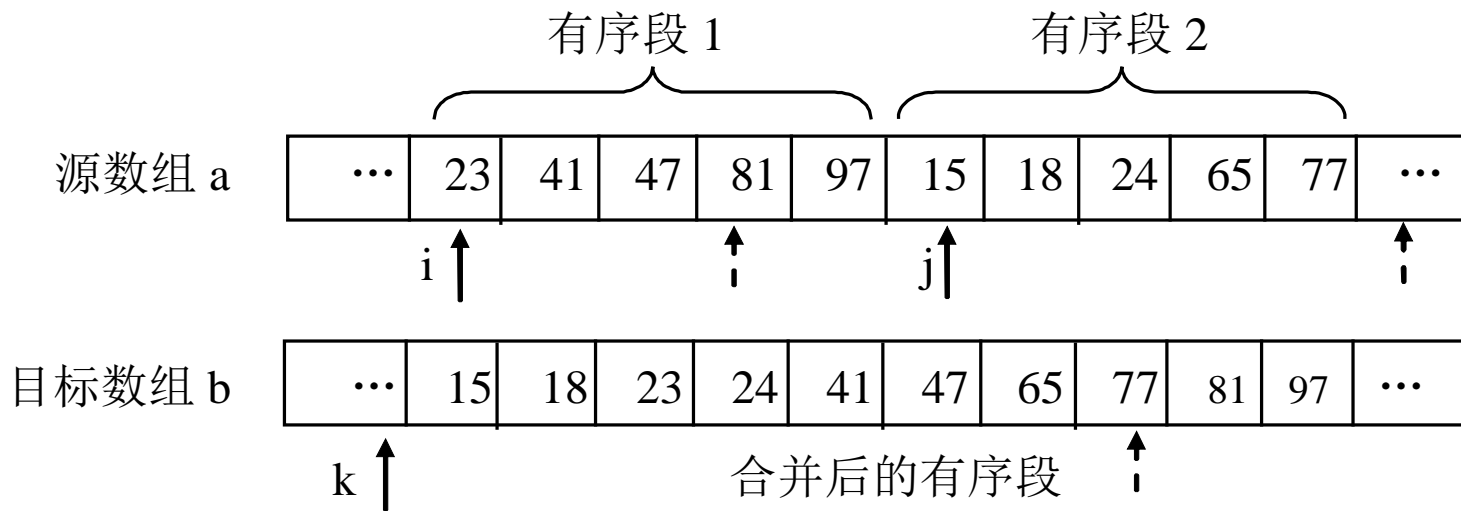 有序段 1 有序段 2
源数组 a ··· 23 41 47 81 97 15 18 24 65 77 ···
i j
目标数组 b ··· 15 18 23 24 41 47 65 77 81 97 ···
k 合并后的有序段